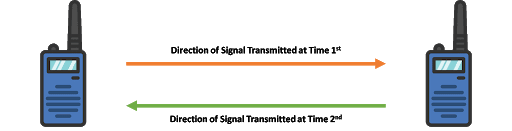 Direction of Signal Transmitted at Time 1st
Direction of Signal Transmitted at Time 2nd